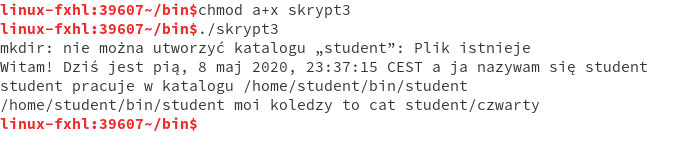 linux-fxhl:39607~/bin$chmod a+x skrypt3
linux-fxhl:39607~/bin$./skrypt3
mkdir: nie można utworzyć katalogu „student”: Plik istnieje
Witam! Dziś jest pią, 8 maj 2020, 23:37:15 CEST a ja nazywam się student
student pracuje w katalogu /home/student/bin/student
/home/student/bin/student moi koledzy to cat student/czwarty
linux-fxhl:39607~/bin$